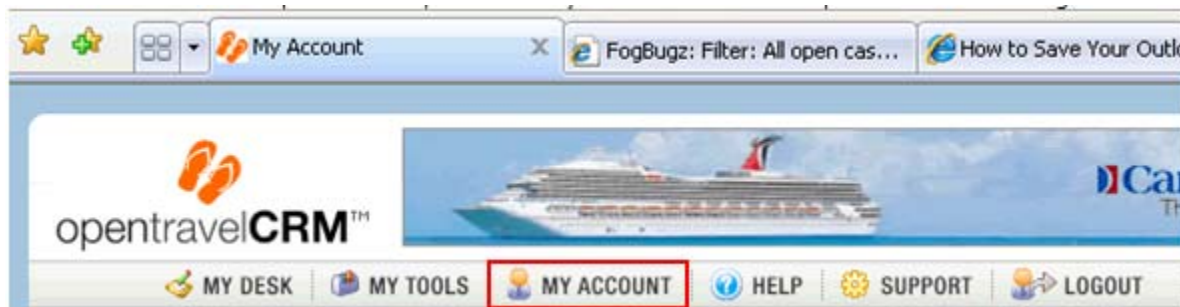 My Account
FogBugz: Filter: All open cas...
How to Save Your Outl
opentravelCRM™
MY DESK
MY TOOLS
MY ACCOUNT
HELP
SUPPORT
LOGOUT